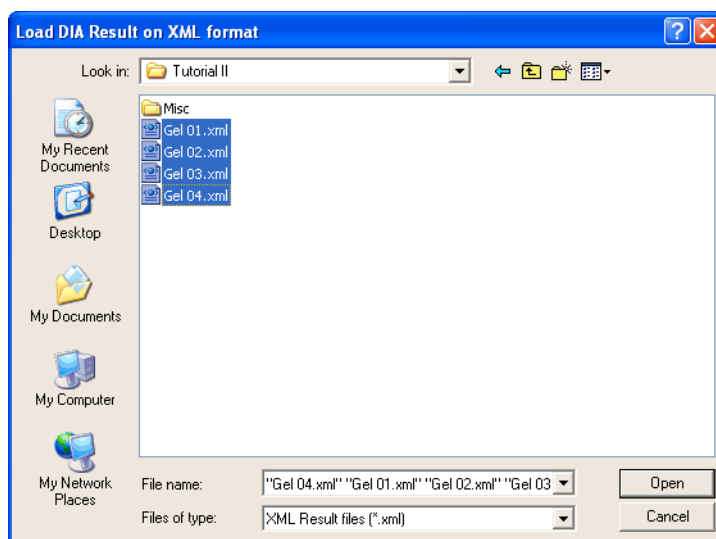 Load DIA Result on XML format
Look in:
Tutorial II
My Recent
Documents
Desktop
My Documents
My Computer
My Network
Places
Misc
Gel 01.xml
Gel 02.xml
Gel 03.xml
Gel 04.xml
File name:
"Gel 04.xml" "Gel 01.xml" "Gel 02.xml" "Gel 03
Open
Files of type:
XML Result files (*.xml)
Cancel